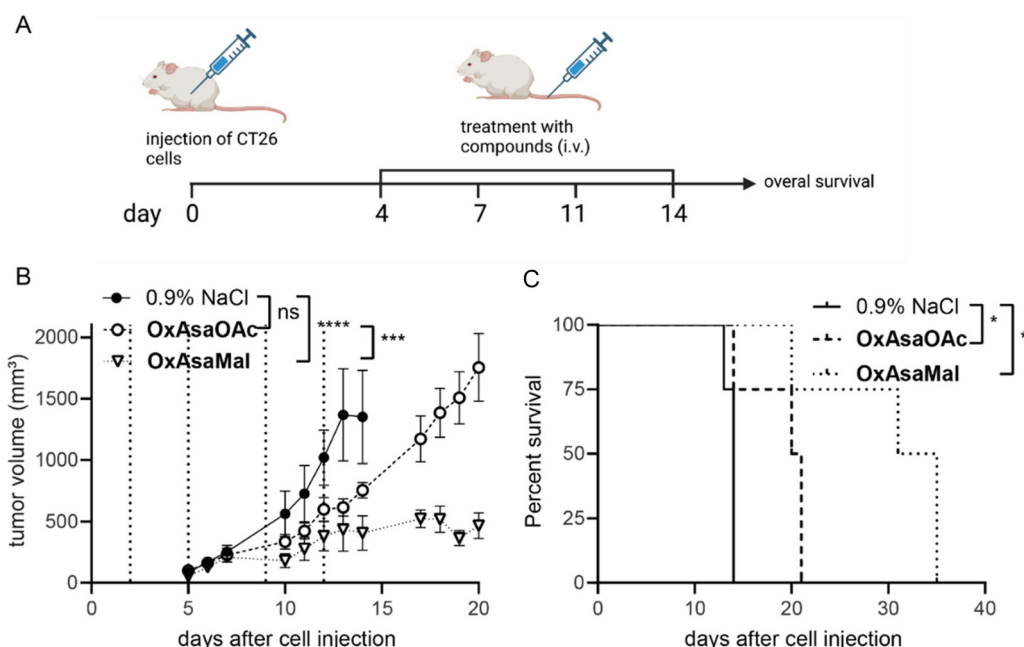 A
injection of CT26
cells
treatment with
compounds (i.v.)
overal survival
day 0 4 7 11 14
B
0.9% NaCl
OxAsaOAc
OxAsaMal
ns
****
***
tumor volume (mm³)
2000
1500
1000
500
0
0 5 10 15 20
days after cell injection
C
0.9% NaCl
OxAsaOAc
OxAsaMal
*
*
Percent survival
100
75
50
25
0
0 10 20 30 40
days after cell injection